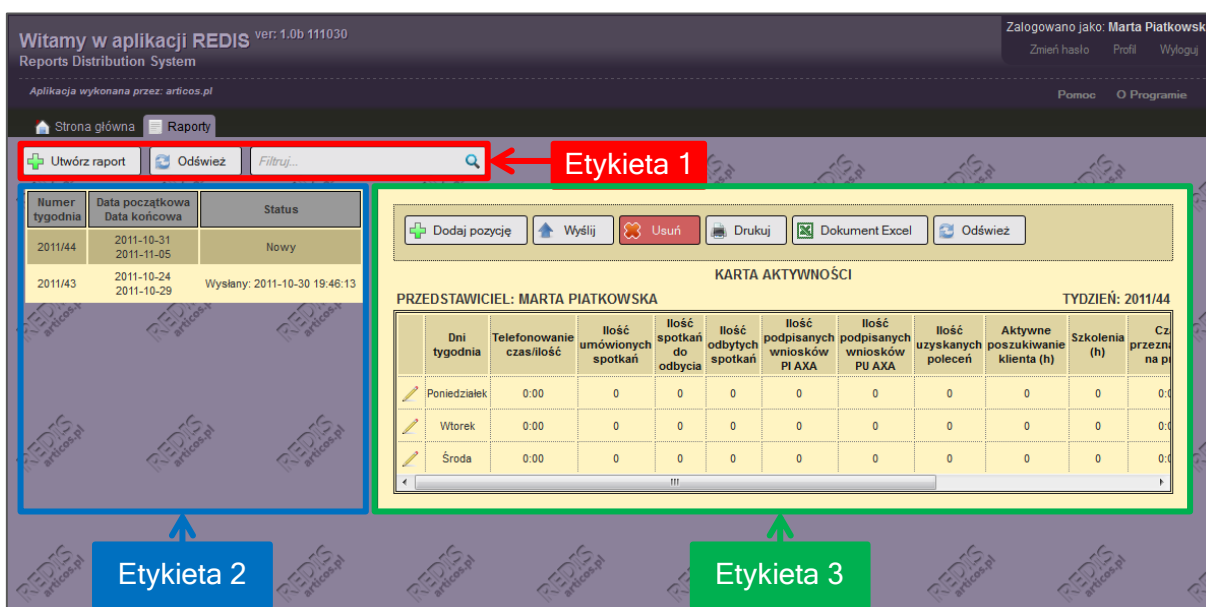 Witamy w aplikacji REDIS ver: 1.0b 111030
Reports Distribution System
Zalogowano jako: Marta Piatkowsk
Zmień hasło Profil Wyloguj
Aplikacja wykonana przez: articos.pl
Pomoc O Programie
Strona główna Raporty
Utwórz raport Odśwież Filtruj...
Etykieta 1
Numer tygodnia Data początkowa Data końcowa Status
2011/44 2011-10-31 2011-11-05 Nowy
2011/43 2011-10-24 2011-10-29 Wysłany: 2011-10-30 19:46:13
Dodaj pozycję Wyślij Usuń Drukuj Dokument Excel Odśwież
KARTA AKTYWNOŚCI
PRZEDSTAWICIEL: MARTA PIATKOWSKA TYDZIEŃ: 2011/44
Dni tygodnia Telefonowanie czas/ilość Ilość umówionych spotkań Ilość spotkań do odbycia Ilość odbytych spotkań Ilość podpisanych wniosków PI AXA Ilość podpisanych wniosków PU AXA Ilość uzyskanych poleceń Aktywne poszukiwanie klienta (h) Szkolenia (h)
Poniedziałek 0:00 0 0 0 0 0 0 0 0
Wtorek 0:00 0 0 0 0 0 0 0 0
Środa 0:00 0 0 0 0 0 0 0 0
Etykieta 2
Etykieta 3
REDIS
articos.pl